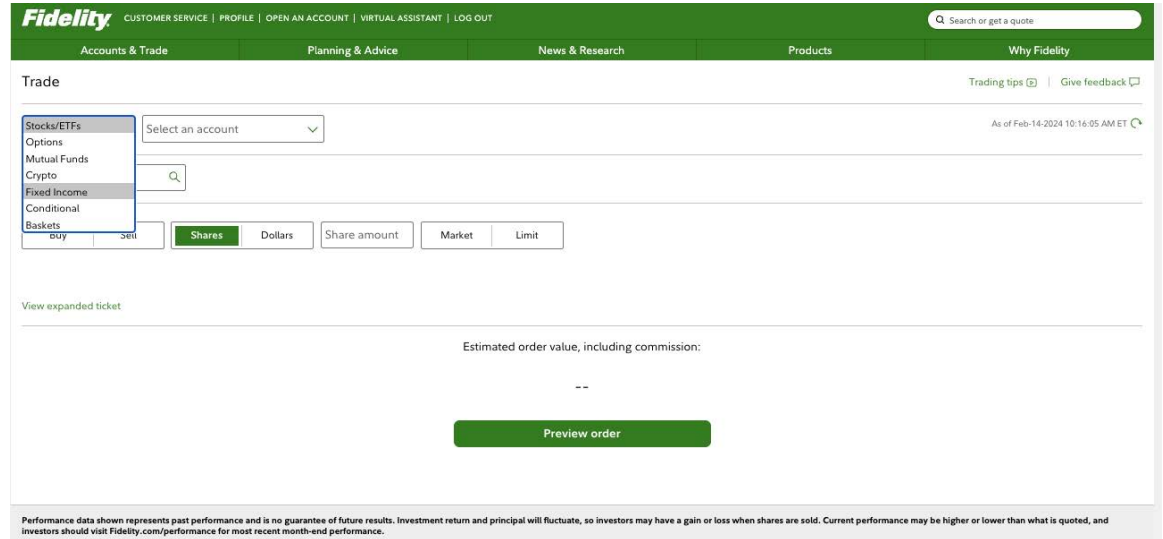 Fidelity CUSTOMER SERVICE | PROFILE | OPEN AN ACCOUNT | VIRTUAL ASSISTANT | LOG OUT Search or get a quote
Accounts & Trade Planning & Advice News & Research Products Why Fidelity
Trade Trading tips | Give feedback
Stocks/ETFs Select an account As of Feb-14-2024 10:16:05 AM ET
Options
Mutual Funds
Crypto
Fixed Income
Conditional
Baskets
Buy Sell Shares Dollars Share amount Market Limit
View expanded ticket
Estimated order value, including commission:
--
Preview order
Performance data shown represents past performance and is no guarantee of future results. Investment return and principal will fluctuate, so investors may have a gain or loss when shares are sold. Current performance may be higher or lower than what is quoted, and
investors should visit Fidelity.com/performance for most recent month-end performance.